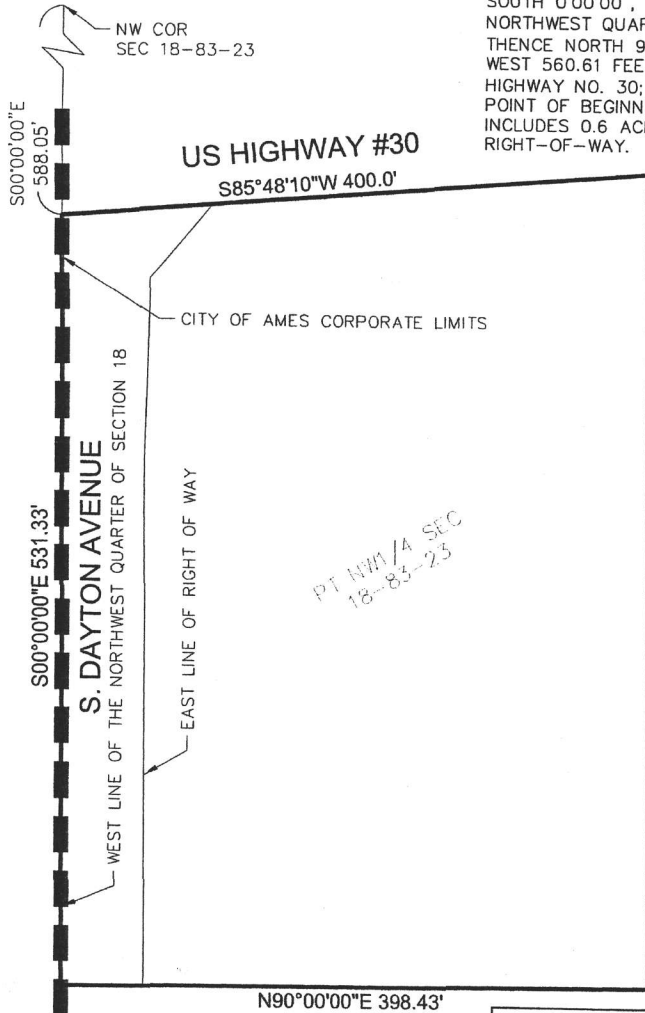 NW COR
SEC 18-83-23
SOUTH 0°00'00",
NORTHWEST QUAR
THENCE NORTH 9
WEST 560.61 FEE
HIGHWAY NO. 30;
POINT OF BEGINN
INCLUDES 0.6 AC
RIGHT-OF-WAY.
S00°00'00"E
588.05'
US HIGHWAY #30
S85°48'10"W 400.0'
CITY OF AMES CORPORATE LIMITS
S00°00'00"E 531.33'
S. DAYTON AVENUE
WEST LINE OF THE NORTHWEST QUARTER OF SECTION 18
EAST LINE OF RIGHT OF WAY
PT NW1/4 SEC
18-83-23
N90°00'00"E 398.43'